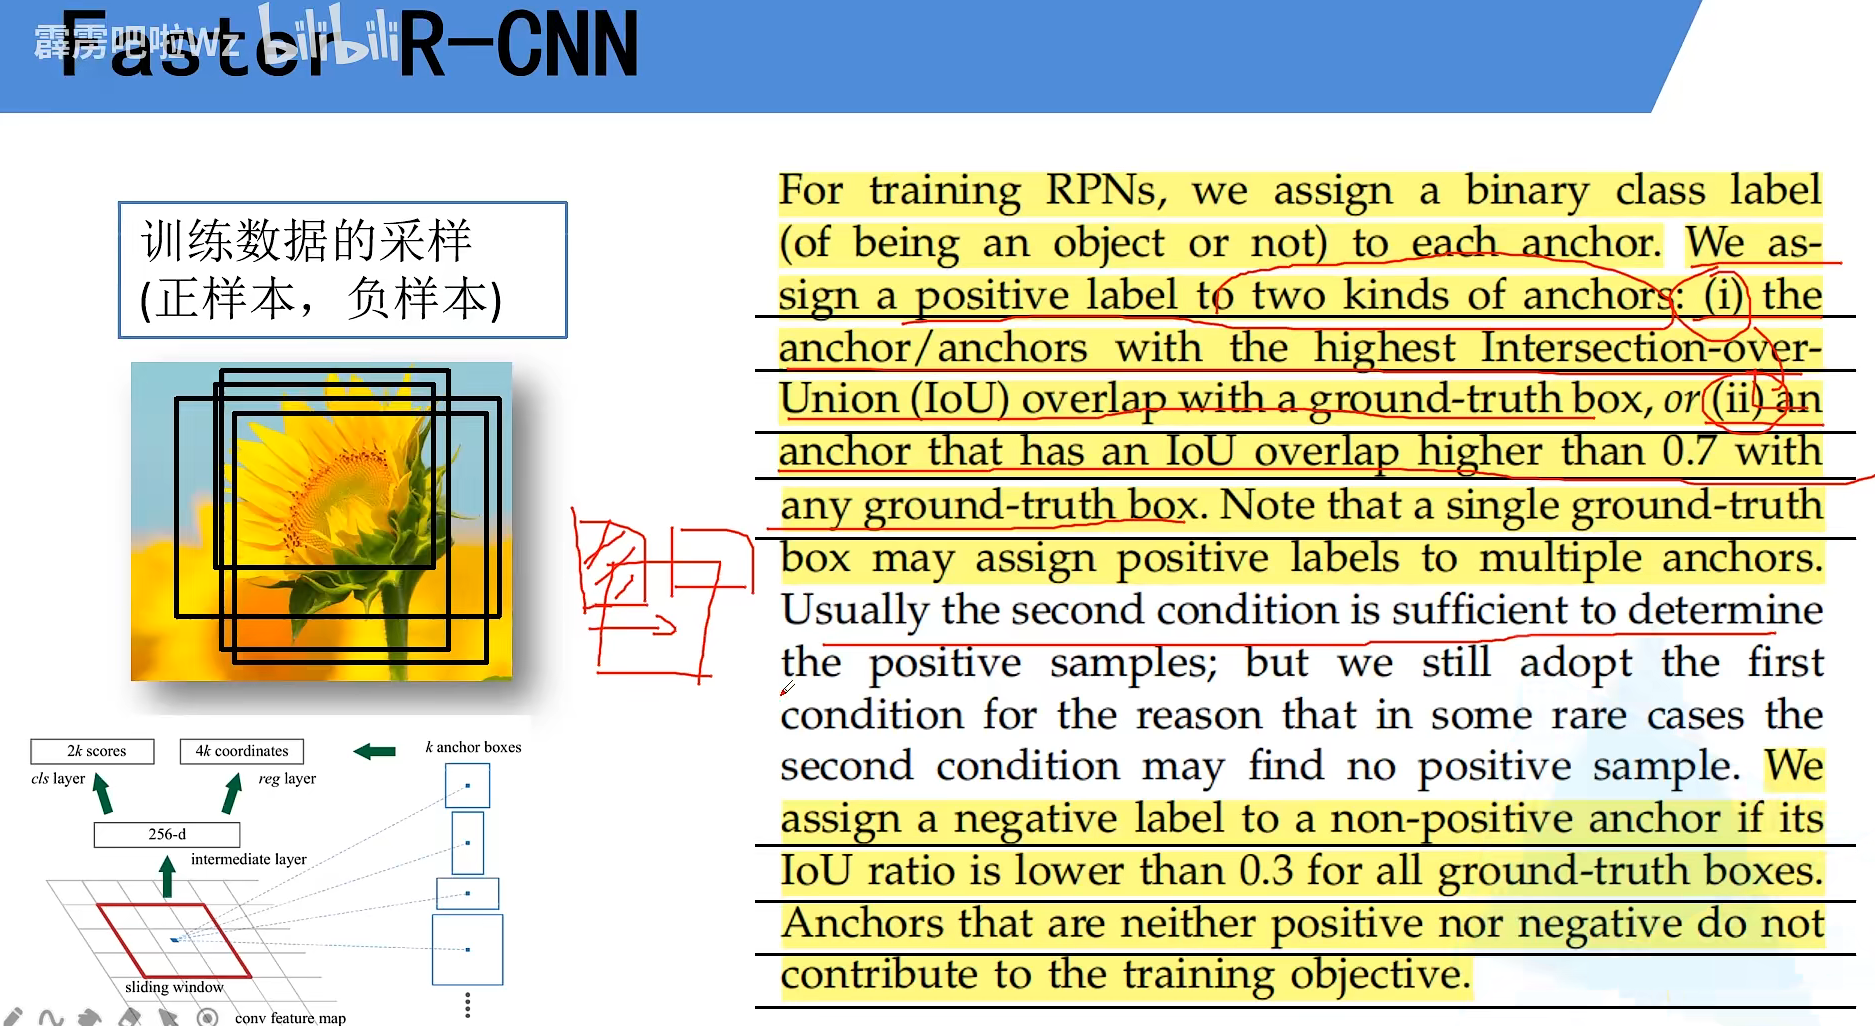 Faster R-CNN
霹雳吧啦Wz bilibili
训练数据的采样
(正样本，负样本)
For training RPNs, we assign a binary class label
(of being an object or not) to each anchor. We as-
sign a positive label to two kinds of anchors: (i) the
anchor/anchors with the highest Intersection-over-
Union (IoU) overlap with a ground-truth box, or (ii) an
anchor that has an IoU overlap higher than 0.7 with
any ground-truth box. Note that a single ground-truth
box may assign positive labels to multiple anchors.
Usually the second condition is sufficient to determine
the positive samples; but we still adopt the first
condition for the reason that in some rare cases the
second condition may find no positive sample. We
assign a negative label to a non-positive anchor if its
IoU ratio is lower than 0.3 for all ground-truth boxes.
Anchors that are neither positive nor negative do not
contribute to the training objective.
2k scores
4k coordinates
k anchor boxes
cls layer
reg layer
256-d
intermediate layer
sliding window
conv feature map